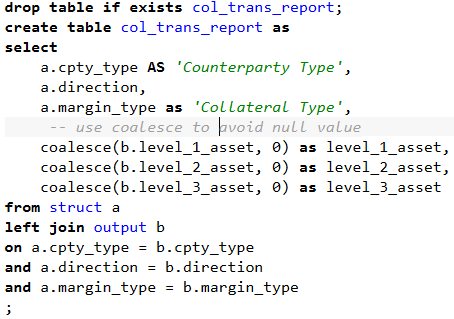 drop table if exists col_trans_report;
create table col_trans_report as
select
    a.cpty_type AS 'Counterparty Type',
    a.direction,
    a.margin_type as 'Collateral Type',
     -- use coalesce to avoid null value
    coalesce(b.level_1_asset, 0) as level_1_asset,
    coalesce(b.level_2_asset, 0) as level_2_asset,
    coalesce(b.level_3_asset, 0) as level_3_asset
from struct a
left join output b
on a.cpty_type = b.cpty_type
and a.direction = b.direction
and a.margin_type = b.margin_type
;